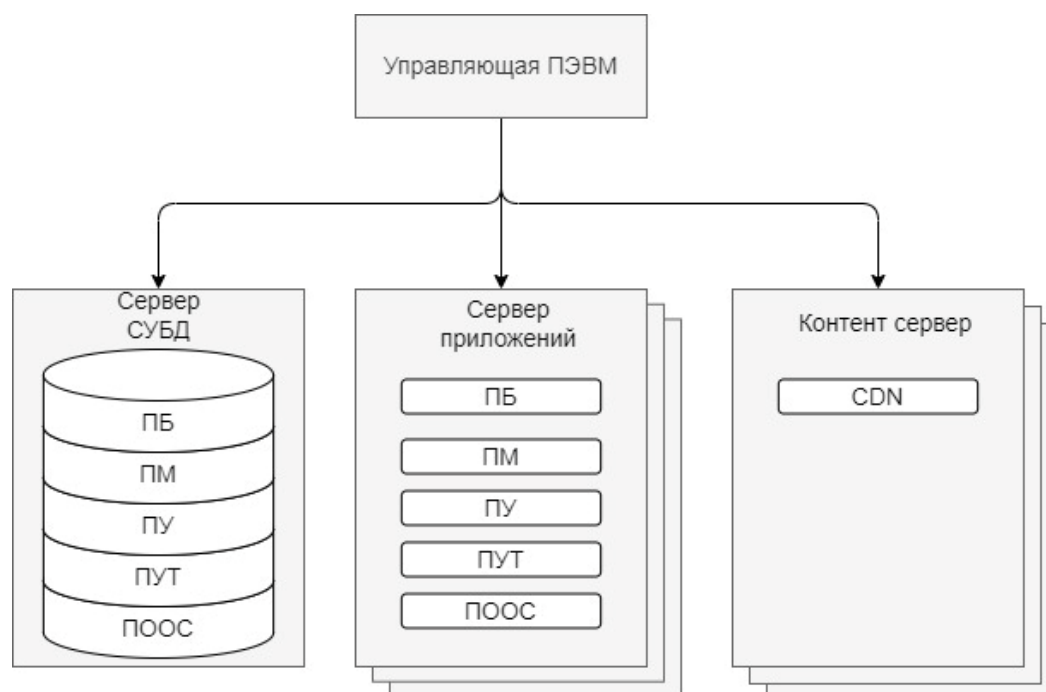 Управляющая ПЭВМ
Сервер
СУБД
ПБ
ПМ
ПУ
ПУТ
ПООС
Сервер
приложений
ПБ
ПМ
ПУ
ПУТ
ПООС
Контент сервер
CDN